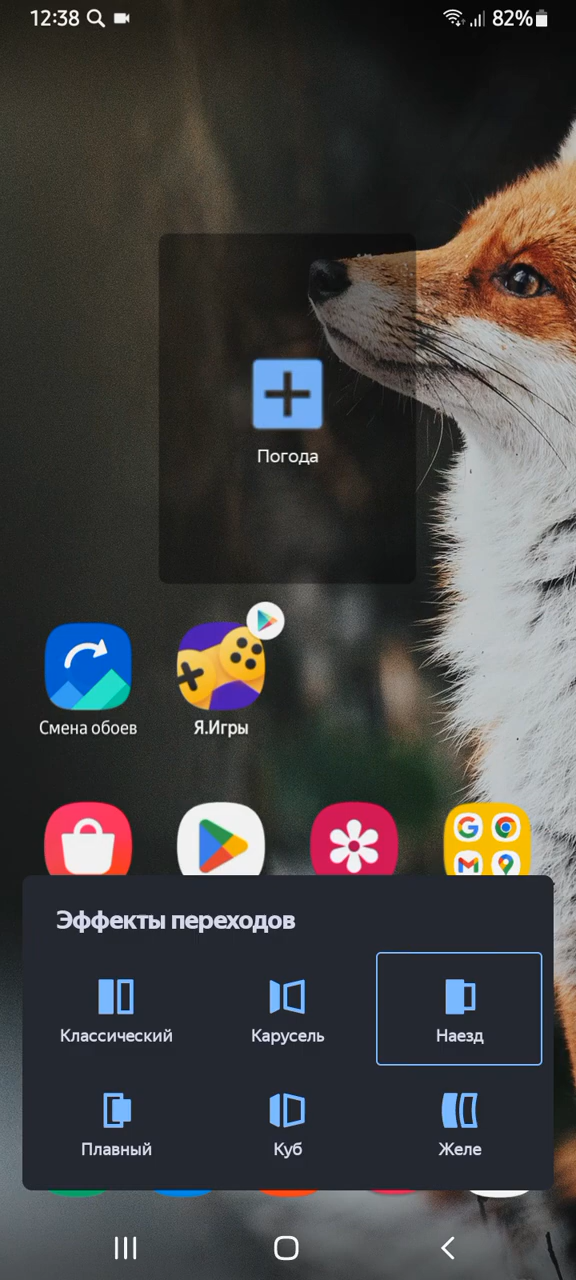 12:38
82%
Погода
Смена обоев
Я.Игры
Эффекты переходов
Классический
Карусель
Наезд
Плавный
Куб
Желе